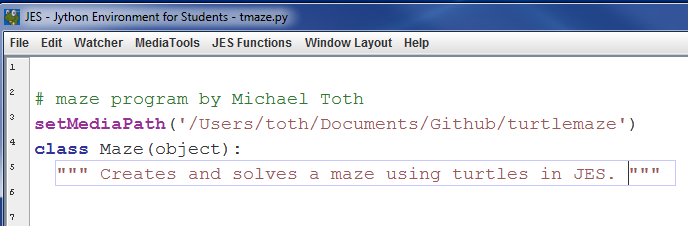 JES - Jython Environment for Students - tmaze.py
File Edit Watcher MediaTools JES Functions Window Layout Help
1
2 # maze program by Michael Toth
3 setMediaPath('/Users/toth/Documents/Github/turtlemaze')
4 class Maze(object):
5 """ Creates and solves a maze using turtles in JES. """
6
7